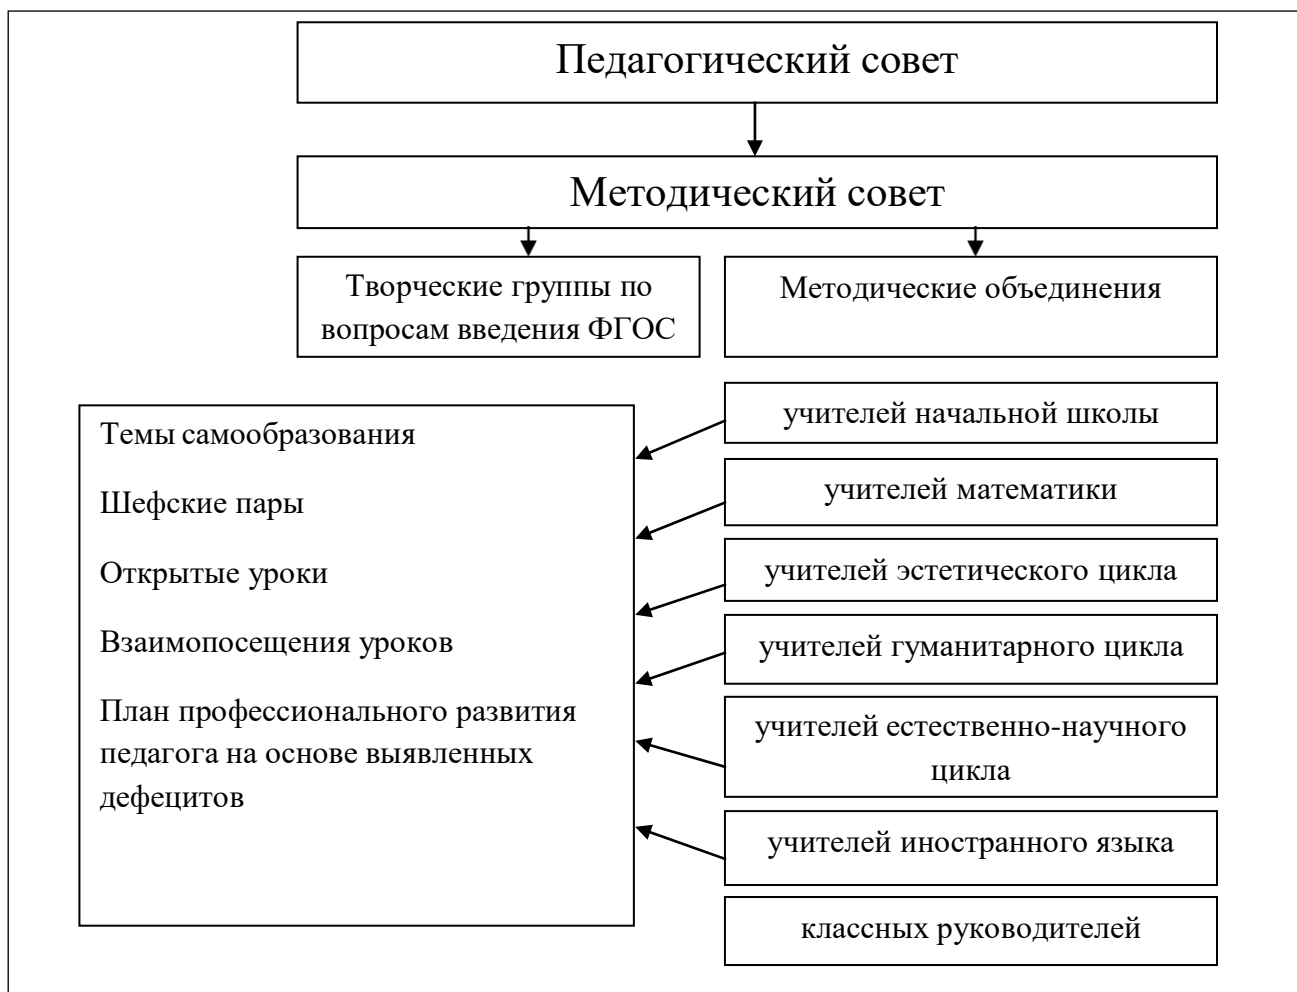 Педагогический совет
Методический совет
Творческие группы по
вопросам введения ФГОС
Методические объединения
Темы самообразования
Шефские пары
Открытые уроки
Взаимопосещения уроков
План профессионального развития
педагога на основе выявленных
дефецитов
учителей начальной школы
учителей математики
учителей эстетического цикла
учителей гуманитарного цикла
учителей естественно-научного
цикла
учителей иностранного языка
классных руководителей